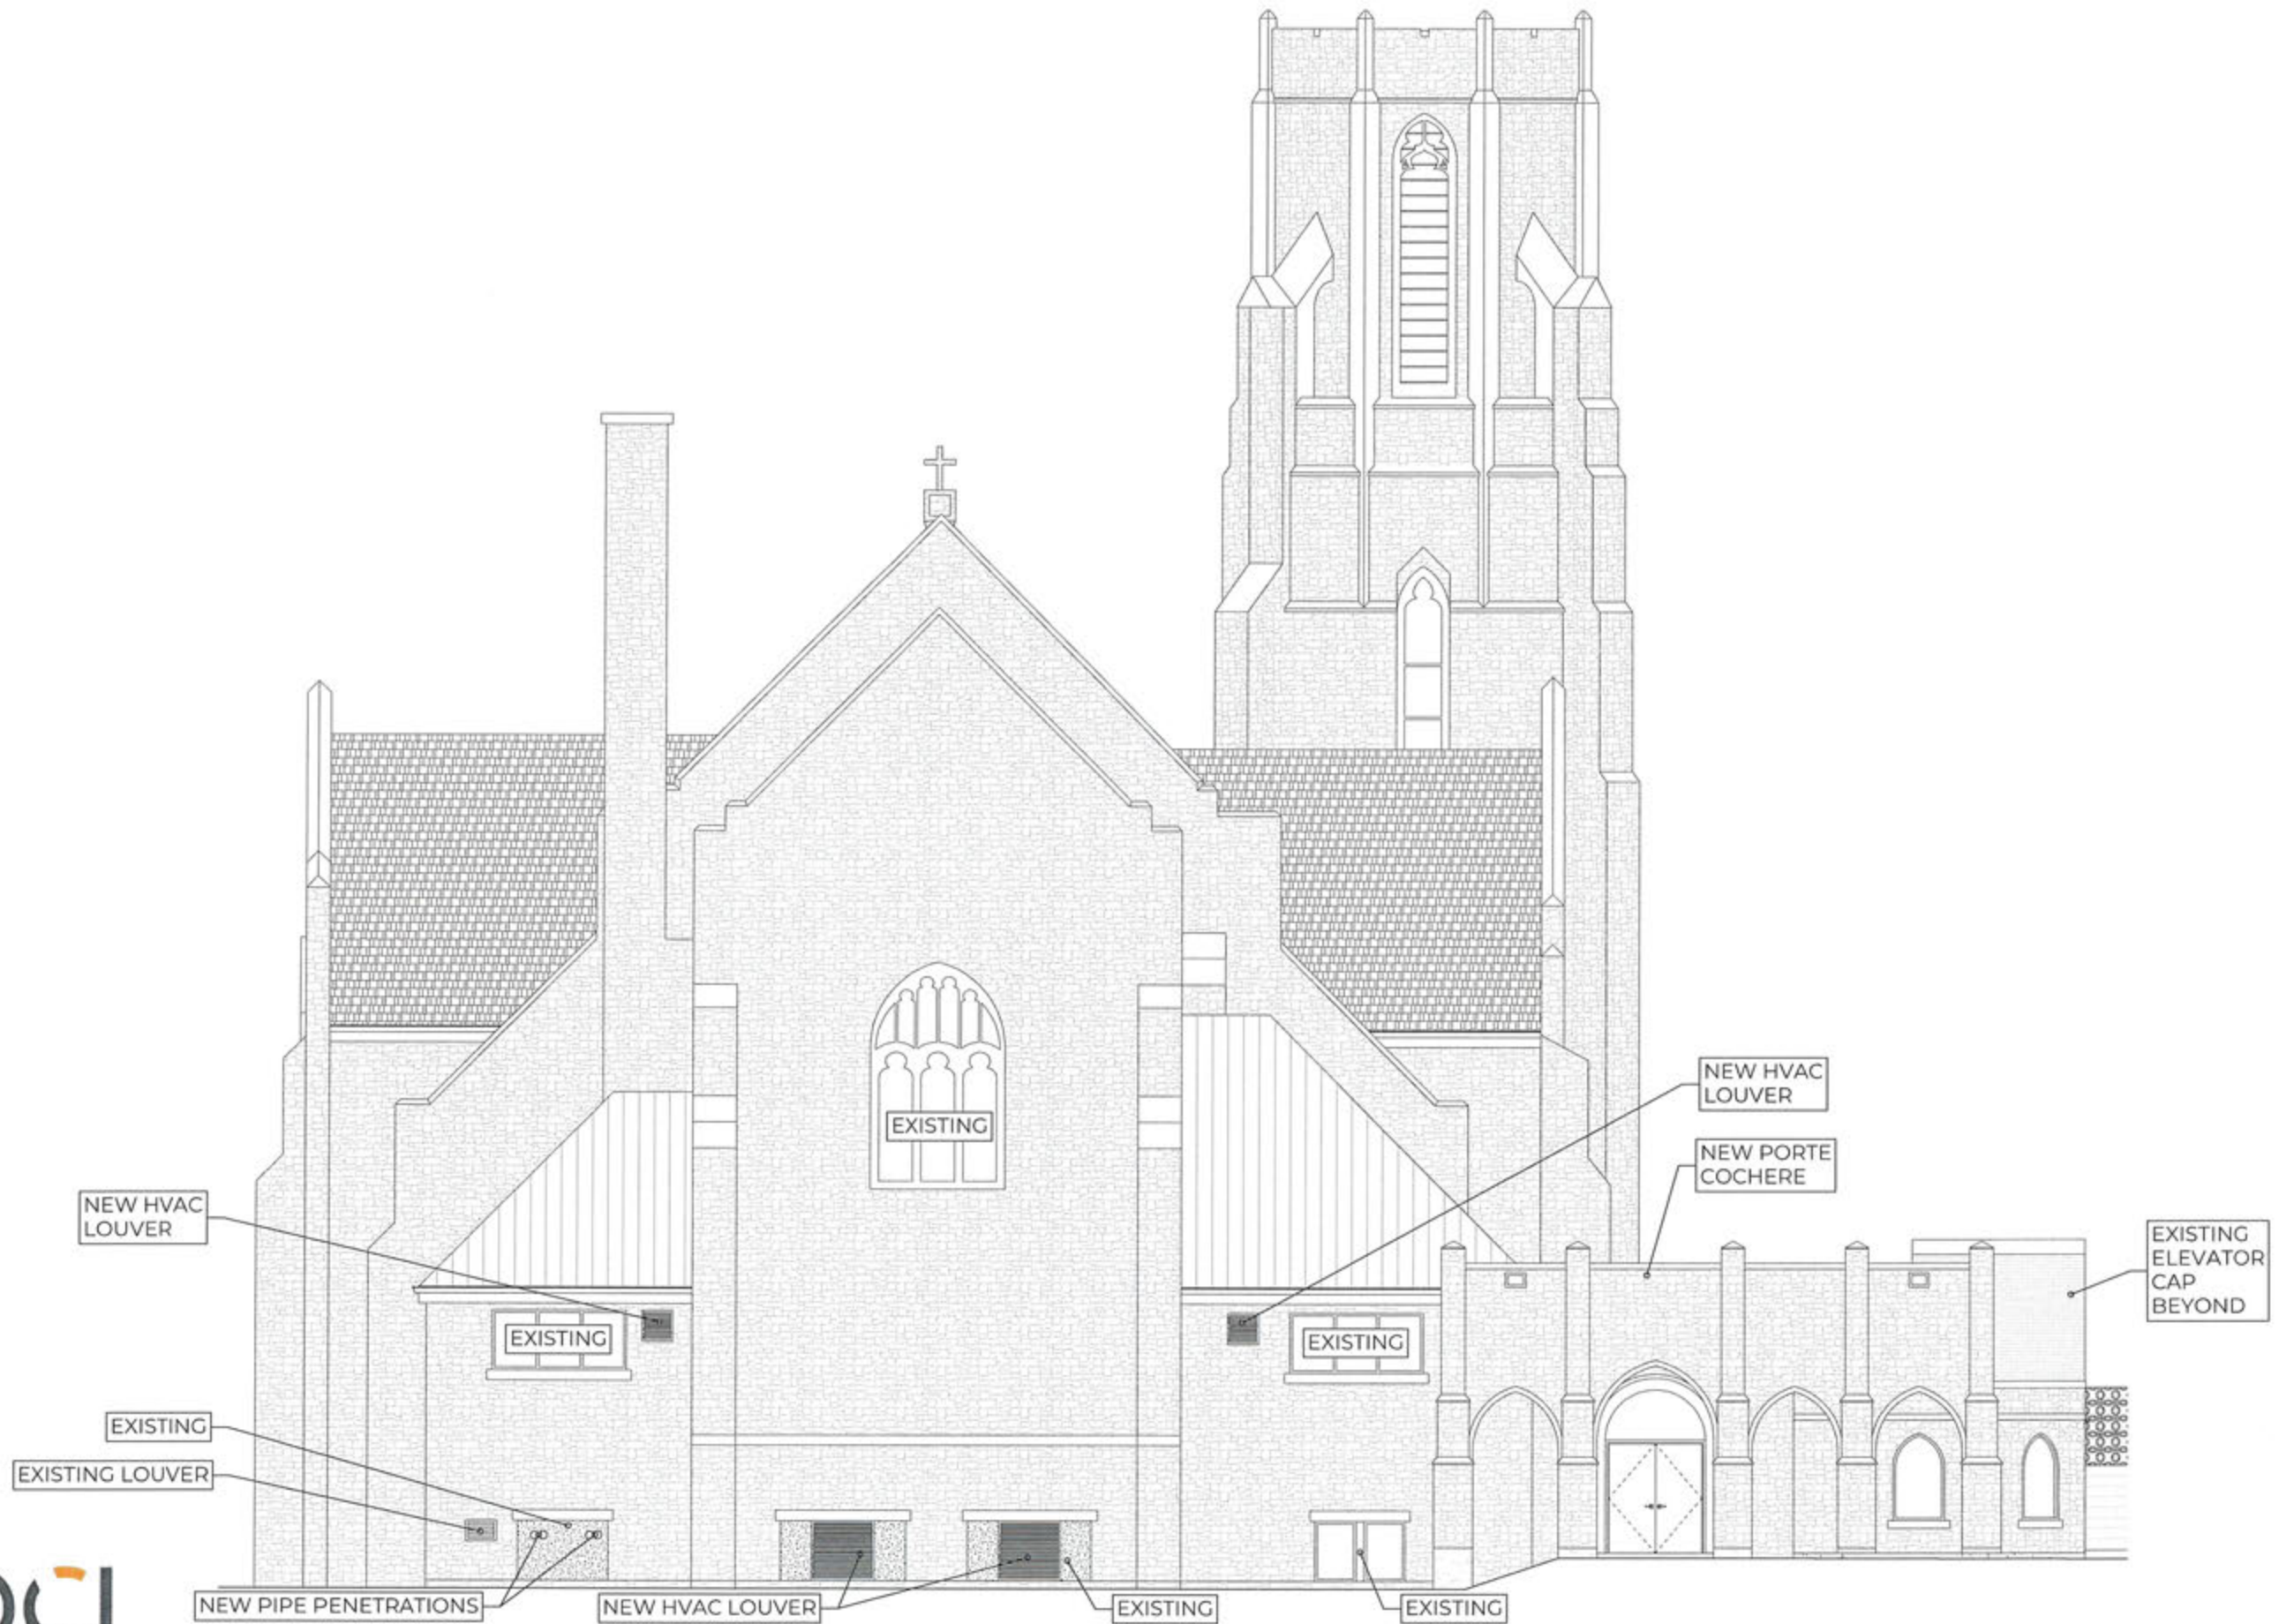 EXISTING
NEW HVAC
LOUVER
NEW PORTE
COCHERE
NEW HVAC
LOUVER
EXISTING
ELEVATOR
CAP
BEYOND
EXISTING
EXISTING
EXISTING
EXISTING LOUVER
NEW PIPE PENETRATIONS
NEW HVAC LOUVER
EXISTING
EXISTING